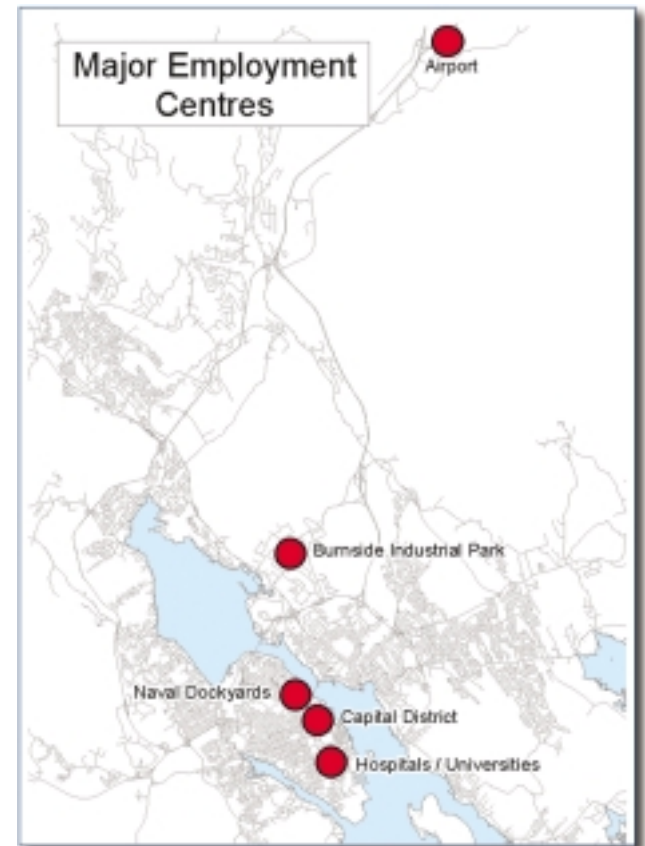 Major Employment
Centres
Airport
Burnside Industrial Park
Naval Dockyards
Capital District
Hospitals / Universities